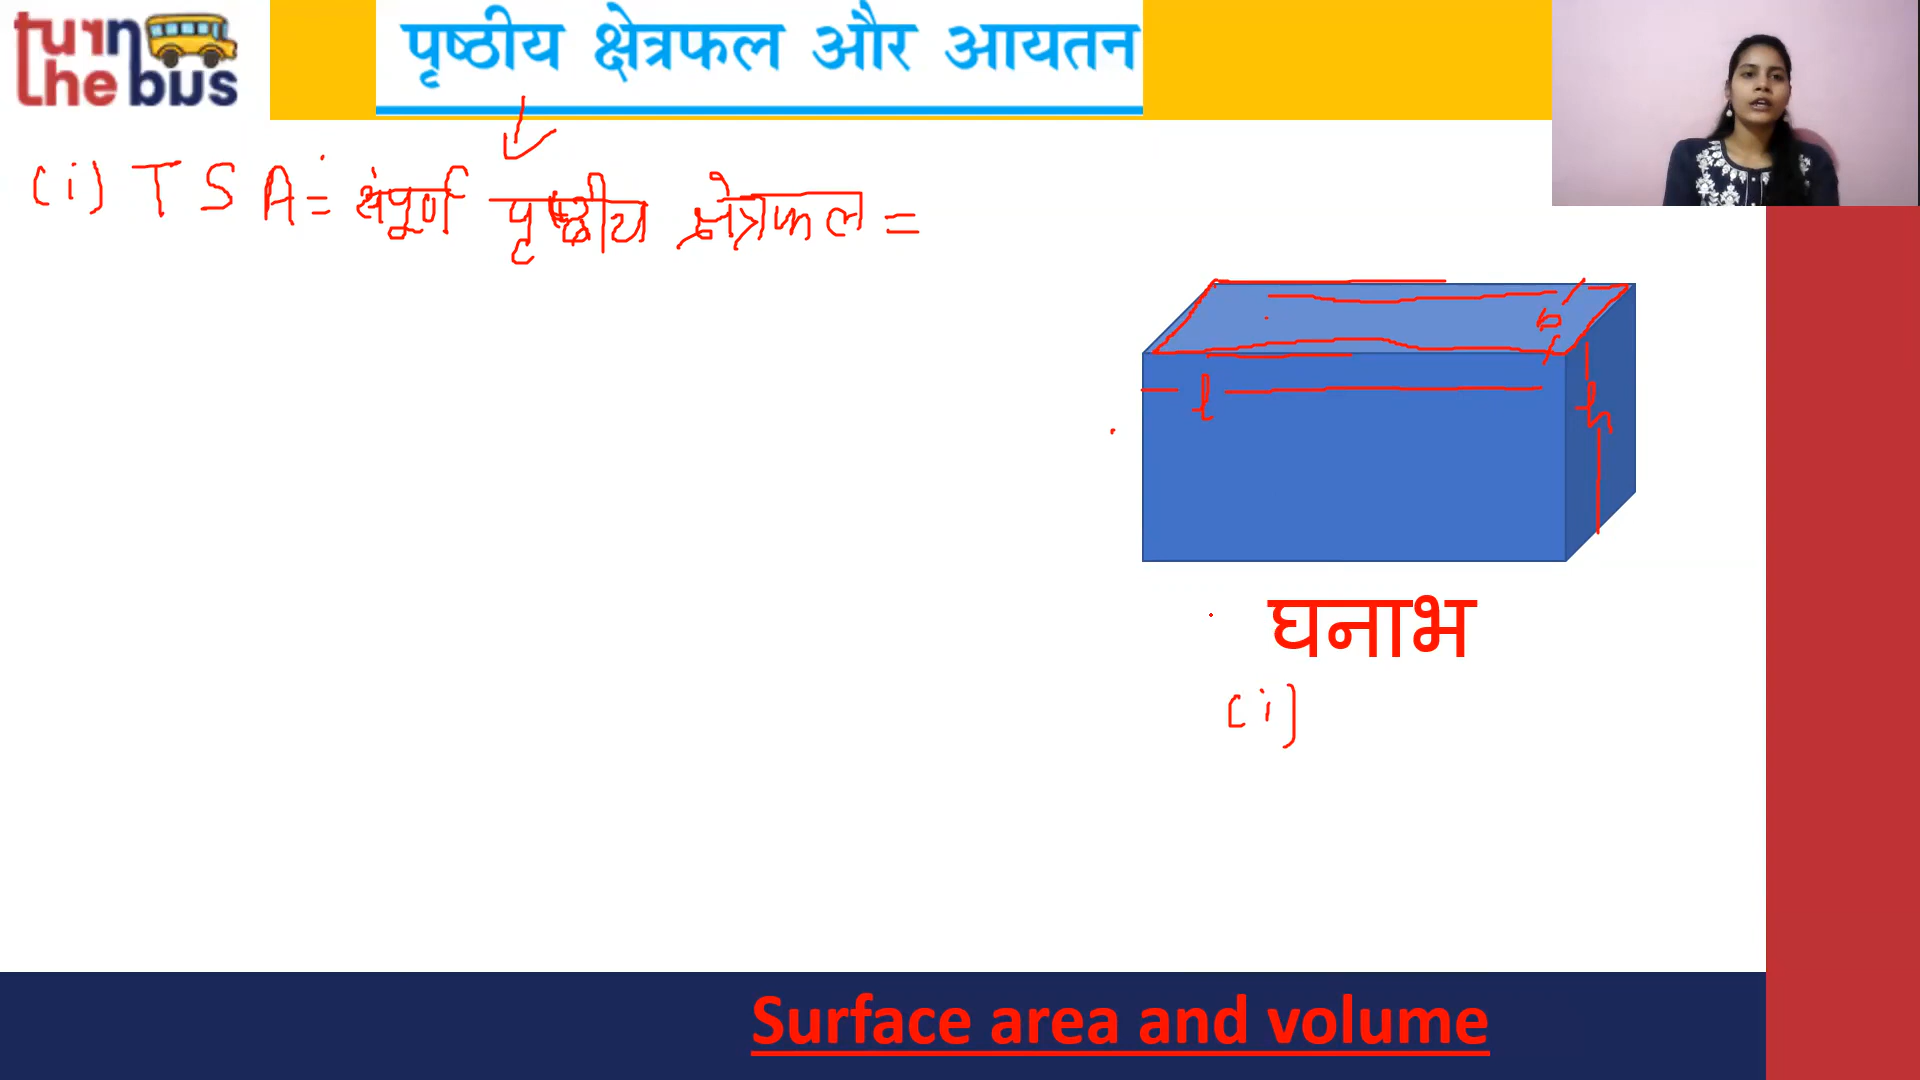 turn
the bus
पृष्ठीय क्षेत्रफल और आयतन
(i) TSA = संपूर्ण पृष्ठीय क्षेत्रफल =
b
l
h
घनाभ
(i)
Surface area and volume